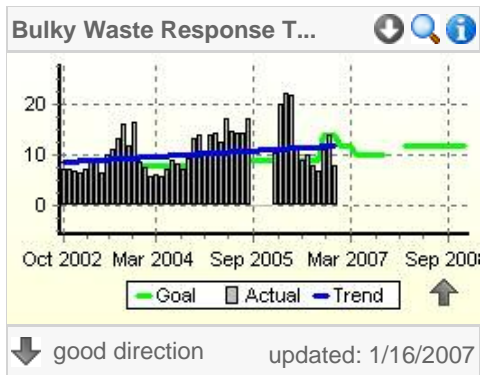 Bulky Waste Response T...
20
10
0
Oct 2002 Mar 2004 Sep 2005 Mar 2007 Sep 200
Goal Actual Trend
good direction updated: 1/16/2007